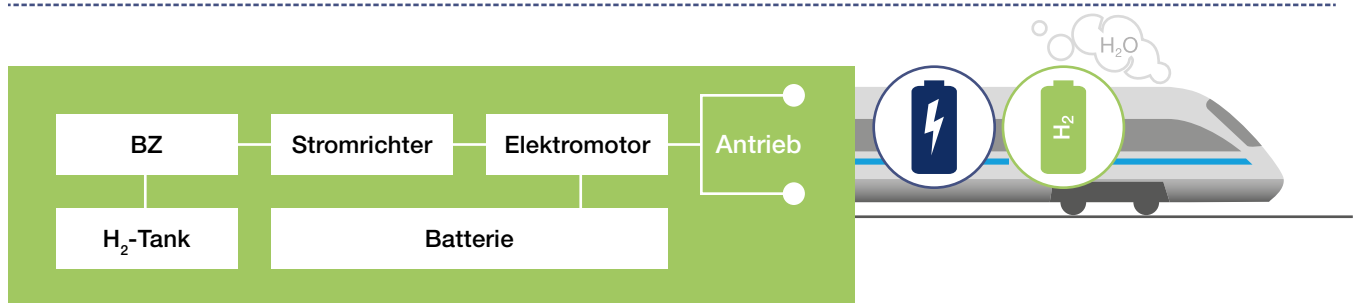 H₂O
BZ
Stromrichter
Elektromotor
Antrieb
H₂
H₂-Tank
Batterie